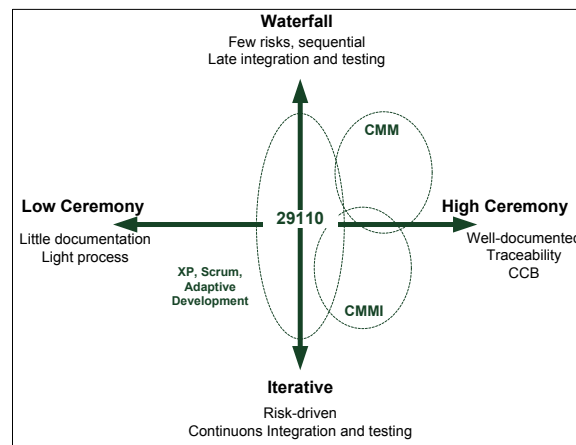 Waterfall
Few risks, sequential
Late integration and testing
CMM
Low Ceremony
29110
High Ceremony
Little documentation
Light process
Well-documented
Traceability
CCB
XP, Scrum,
Adaptive
Development
CMMI
Iterative
Risk-driven
Continuons Integration and testing